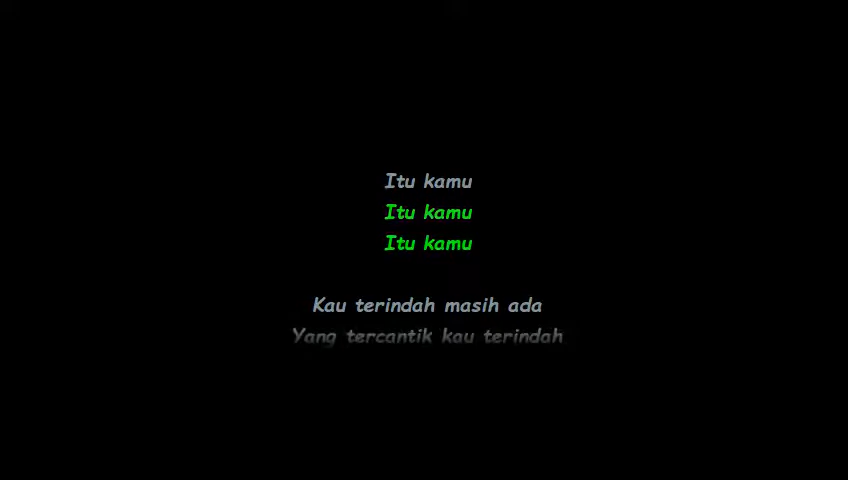 Itu kamu
Itu kamu
Itu kamu
Kau terindah masih ada
Yang tercantik kau terindah